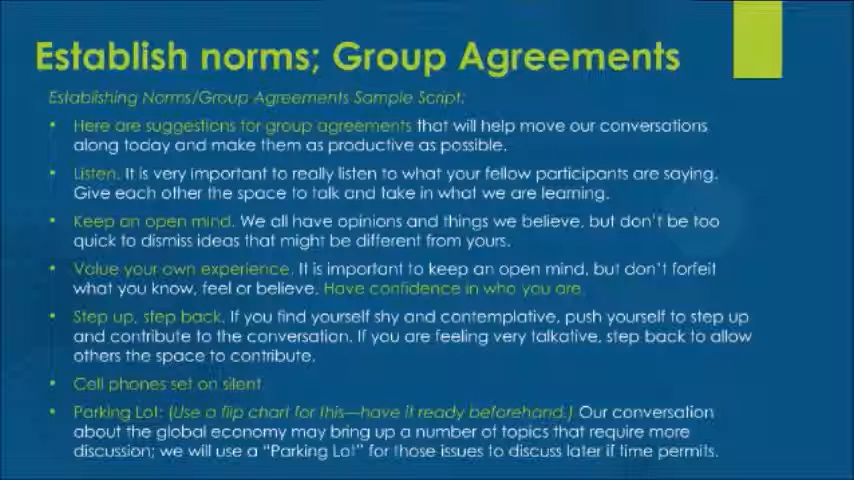 Establish norms; Group Agreements
Establishing Norms/Group Agreements Sample Script:
• Here are suggestions for group agreements that will help move our conversations
along today and make them as productive as possible.
• Listen. It is very important to really listen to what your fellow participants are saying.
Give each other the space to talk and take in what we are learning.
• Keep an open mind. We all have opinions and things we believe, but don't be too
quick to dismiss ideas that might be different from yours.
• Value your own experience. It is important to keep an open mind, but don't forfeit
what you know, feel or believe. Have confidence in who you are.
• Step up, step back. If you find yourself shy and contemplative, push yourself to step up
and contribute to the conversation. If you are feeling very talkative, step back to allow
others the space to contribute.
• Cell phones set on silent
• Parking Lot: (Use a flip chart for this—have it ready beforehand.) Our conversation
about the global economy may bring up a number of topics that require more
discussion; we will use a "Parking Lot" for those issues to discuss later if time permits.